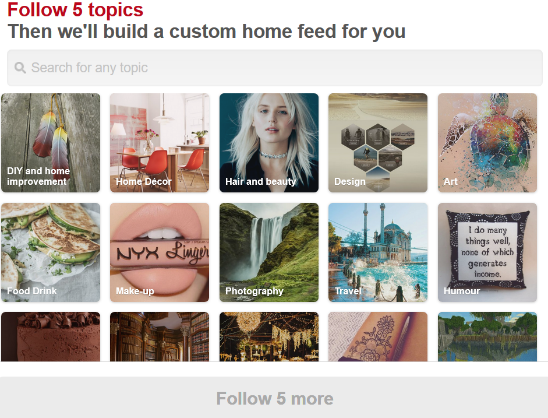 Follow 5 topics
Then we'll build a custom home feed for you
Search for any topic
DIY and home
improvement
Home Décor
Hair and beauty
Design
Art
NYX Linger
Food Drink
Make-up
Photography
Travel
I do many
things well,
none of which
generates
income.
Humour
Follow 5 more